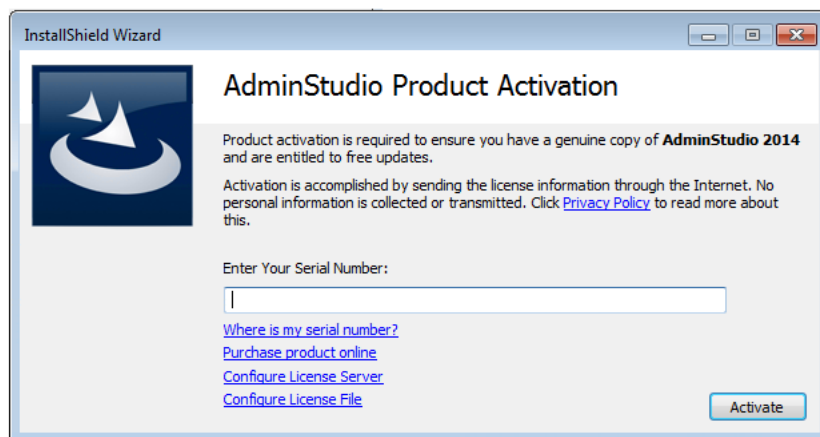 InstallShield Wizard
AdminStudio Product Activation
Product activation is required to ensure you have a genuine copy of AdminStudio 2014
and are entitled to free updates.
Activation is accomplished by sending the license information through the Internet. No
personal information is collected or transmitted. Click Privacy Policy to read more about
this.
Enter Your Serial Number:
Where is my serial number?
Purchase product online
Configure License Server
Configure License File
Activate